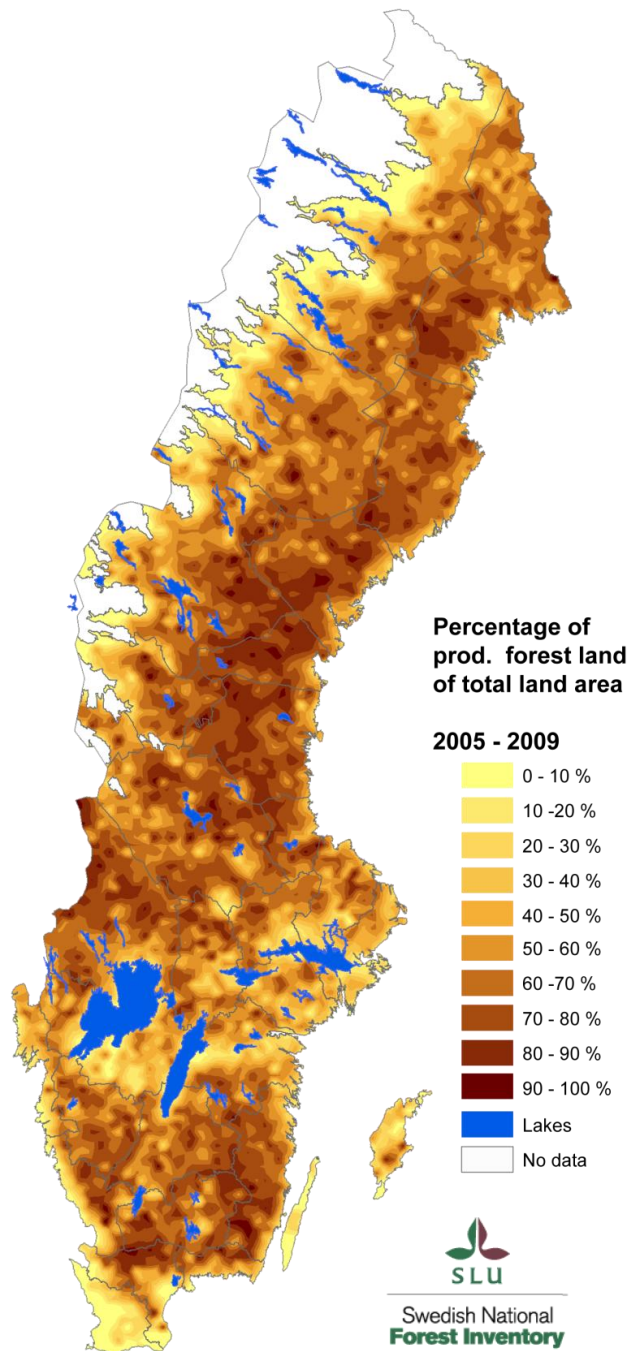 Percentage of
prod. forest land
of total land area
2005 - 2009
0 - 10 %
10 -20 %
20 - 30 %
30 - 40 %
40 - 50 %
50 - 60 %
60 -70 %
70 - 80 %
80 - 90 %
90 - 100 %
Lakes
No data
SLU
Swedish National
Forest Inventory